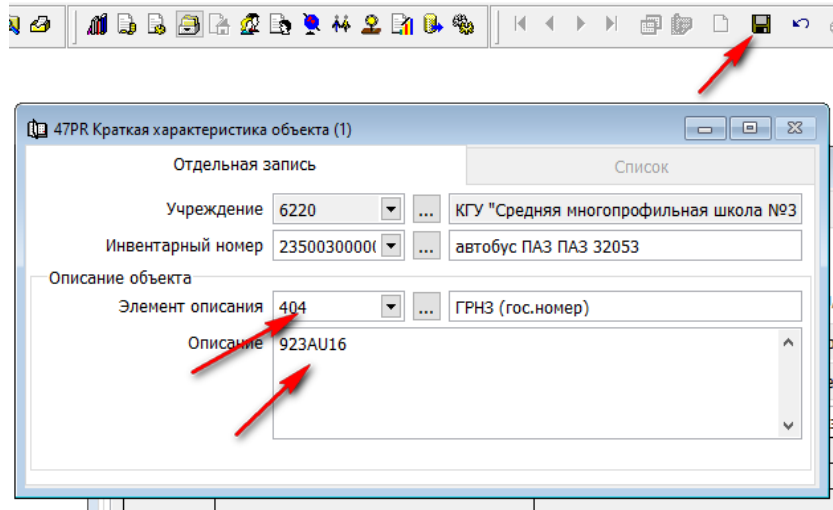 47PR Краткая характеристика объекта (1)
Отдельная запись
Список
Учреждение 6220 ... КГУ "Средняя многопрофильная школа №3
Инвентарный номер 23500300000 ... автобус ПАЗ ПАЗ 32053
Описание объекта
Элемент описания 404 ... ГРНЗ (гос.номер)
Описание 923AU16